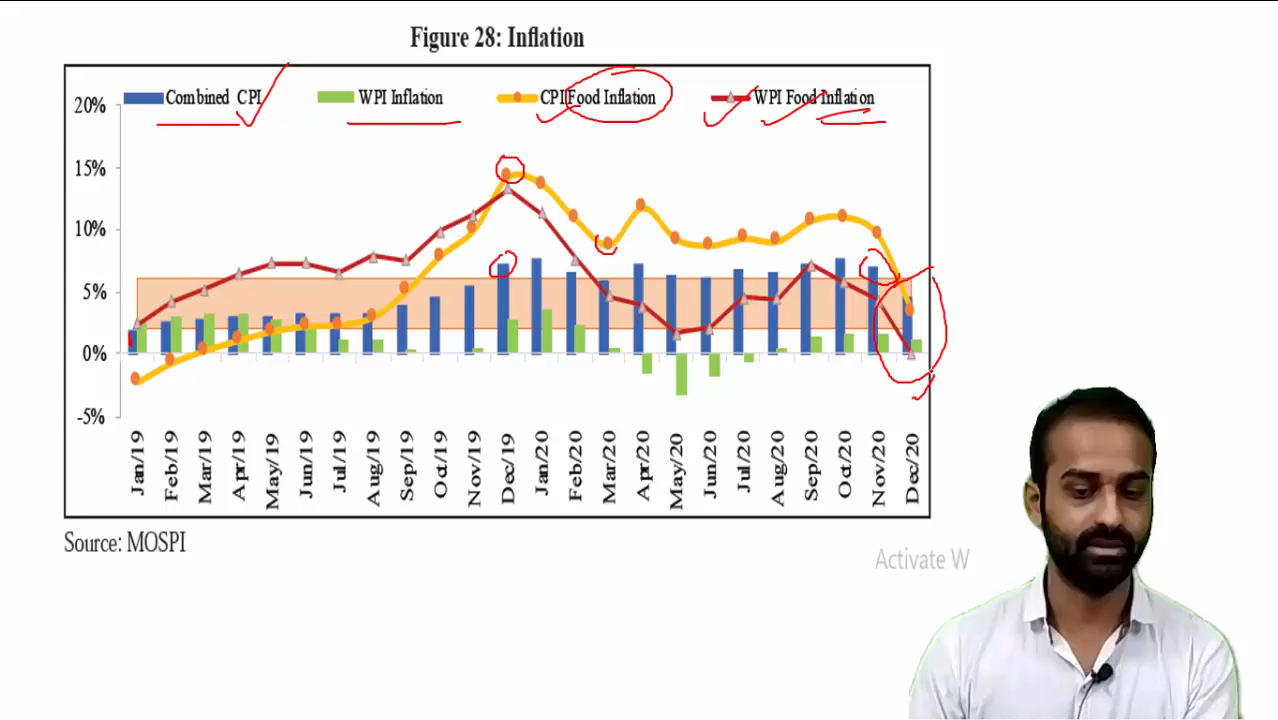 Figure 28: Inflation
Combined CPI WPI Inflation CPI Food Inflation WPI Food Inflation
20%
15%
10%
5%
0%
-5%
Jan/19 Feb/19 Mar/19 Apr/19 May/19 Jun/19 Jul/19 Aug/19 Sep/19 Oct/19 Nov/19 Dec/19 Jan/20 Feb/20 Mar/20 Apr/20 May/20 Jun/20 Jul/20 Aug/20 Sep/20 Oct/20 Nov/20 Dec/20
Source: MOSPI
Activate W